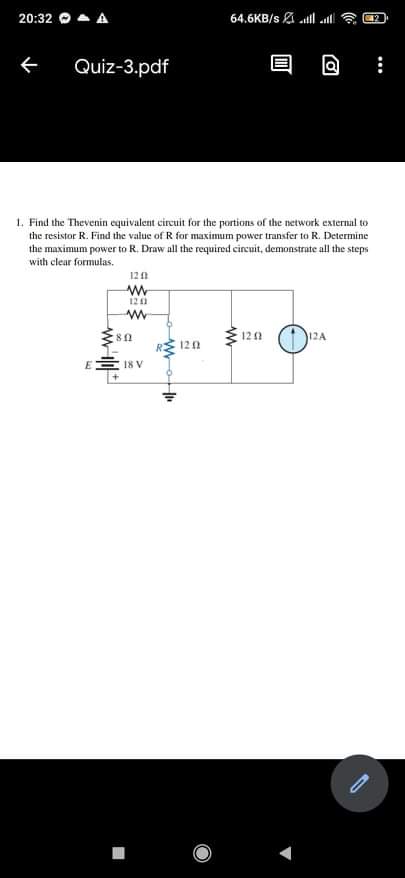 20:32
64.6KB/s
42
Quiz-3.pdf
1. Find the Thevenin equivalent circuit for the portions of the network external to
the resistor R. Find the value of R for maximum power transfer to R. Determine
the maximum power to R. Draw all the required circuit, demonstrate all the steps
with clear formulas.
12 Ω
12 Ω
8 Ω
R
12 Ω
12 Ω
12A
E
18 V